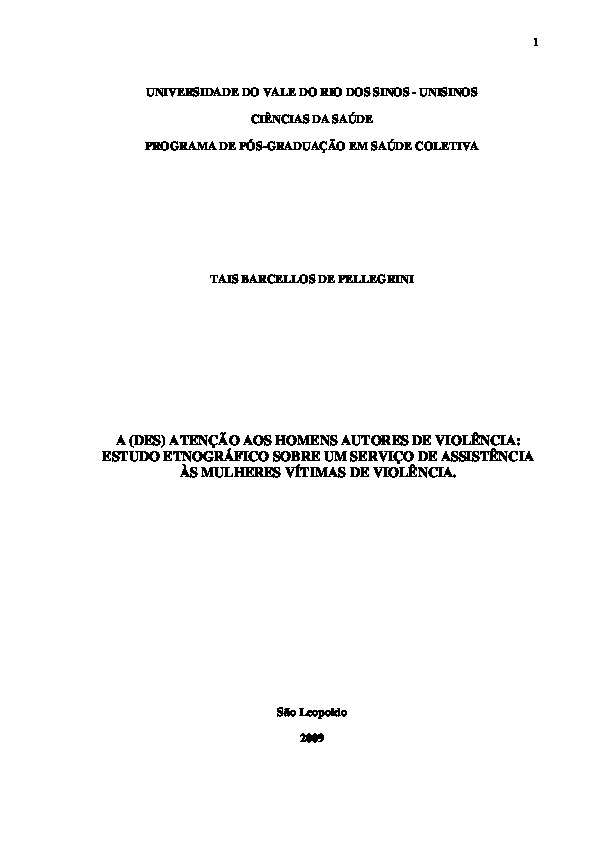 1
UNIVERSIDADE DO VALE DO RIO DOS SINOS - UNISINOS
CIÊNCIAS DA SAÚDE
PROGRAMA DE PÓS-GRADUAÇÃO EM SAÚDE COLETIVA
TAIS BARCELLOS DE PELLEGRINI
A (DES) ATENÇÃO AOS HOMENS AUTORES DE VIOLÊNCIA:
ESTUDO ETNOGRÁFICO SOBRE UM SERVIÇO DE ASSISTÊNCIA
ÀS MULHERES VÍTIMAS DE VIOLÊNCIA.
São Leopoldo
2009